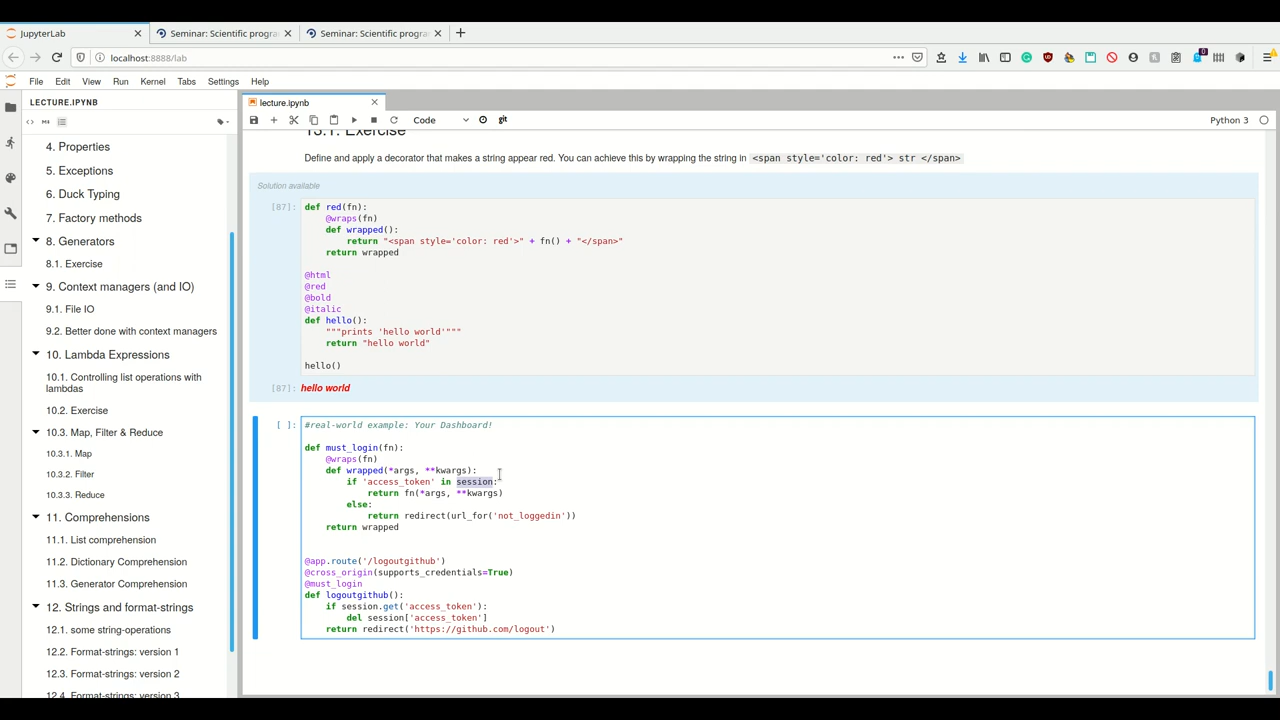 JupyterLab
Seminar: Scientific progra
Seminar: Scientific progra
localhost:8888/lab
File Edit View Run Kernel Tabs Settings Help
LECTURE.IPYNB
4. Properties
5. Exceptions
6. Duck Typing
7. Factory methods
8. Generators
8.1. Exercise
9. Context managers (and IO)
9.1. File IO
9.2. Better done with context managers
10. Lambda Expressions
10.1. Controlling list operations with
lambdas
10.2. Exercise
10.3. Map, Filter & Reduce
10.3.1. Map
10.3.2. Filter
10.3.3. Reduce
11. Comprehensions
11.1. List comprehension
11.2. Dictionary Comprehension
11.3. Generator Comprehension
12. Strings and format-strings
12.1. some string-operations
12.2. Format-strings: version 1
12.3. Format-strings: version 2
12.4. Format-strings: version 3
lecture.ipynb
Code
git
Python 3
13.1. Exercise
Define and apply a decorator that makes a string appear red. You can achieve this by wrapping the string in <span style='color: red'> str </span>
Solution available
[87]: def red(fn):
@wraps(fn)
def wrapped():
return "<span style='color: red'>" + fn() + "</span>"
return wrapped
@html
@red
@bold
@italic
def hello():
"""prints 'hello world'"""
return "hello world"
hello()
[87]: hello world
[ ]: #real-world example: Your Dashboard!
def must_login(fn):
@wraps(fn)
def wrapped(*args, **kwargs):
if 'access_token' in session:
return fn(*args, **kwargs)
else:
return redirect(url_for('not_loggedin'))
return wrapped
@app.route('/logoutgithub')
@cross_origin(supports_credentials=True)
@must_login
def logoutgithub():
if session.get('access_token'):
del session['access_token']
return redirect('https://github.com/logout')